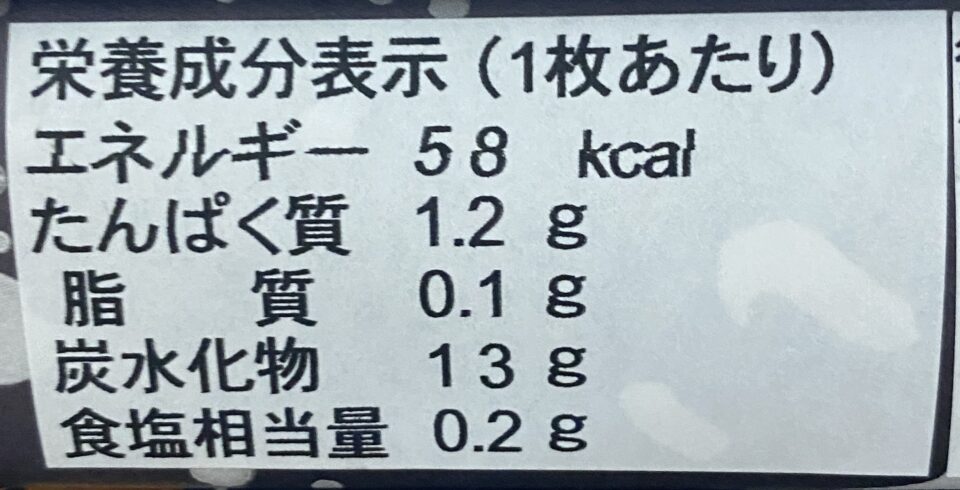 栄養成分表示（1枚あたり）
エネルギー 58 kcal
たんぱく質 1.2 g
脂質 0.1 g
炭水化物 13 g
食塩相当量 0.2 g